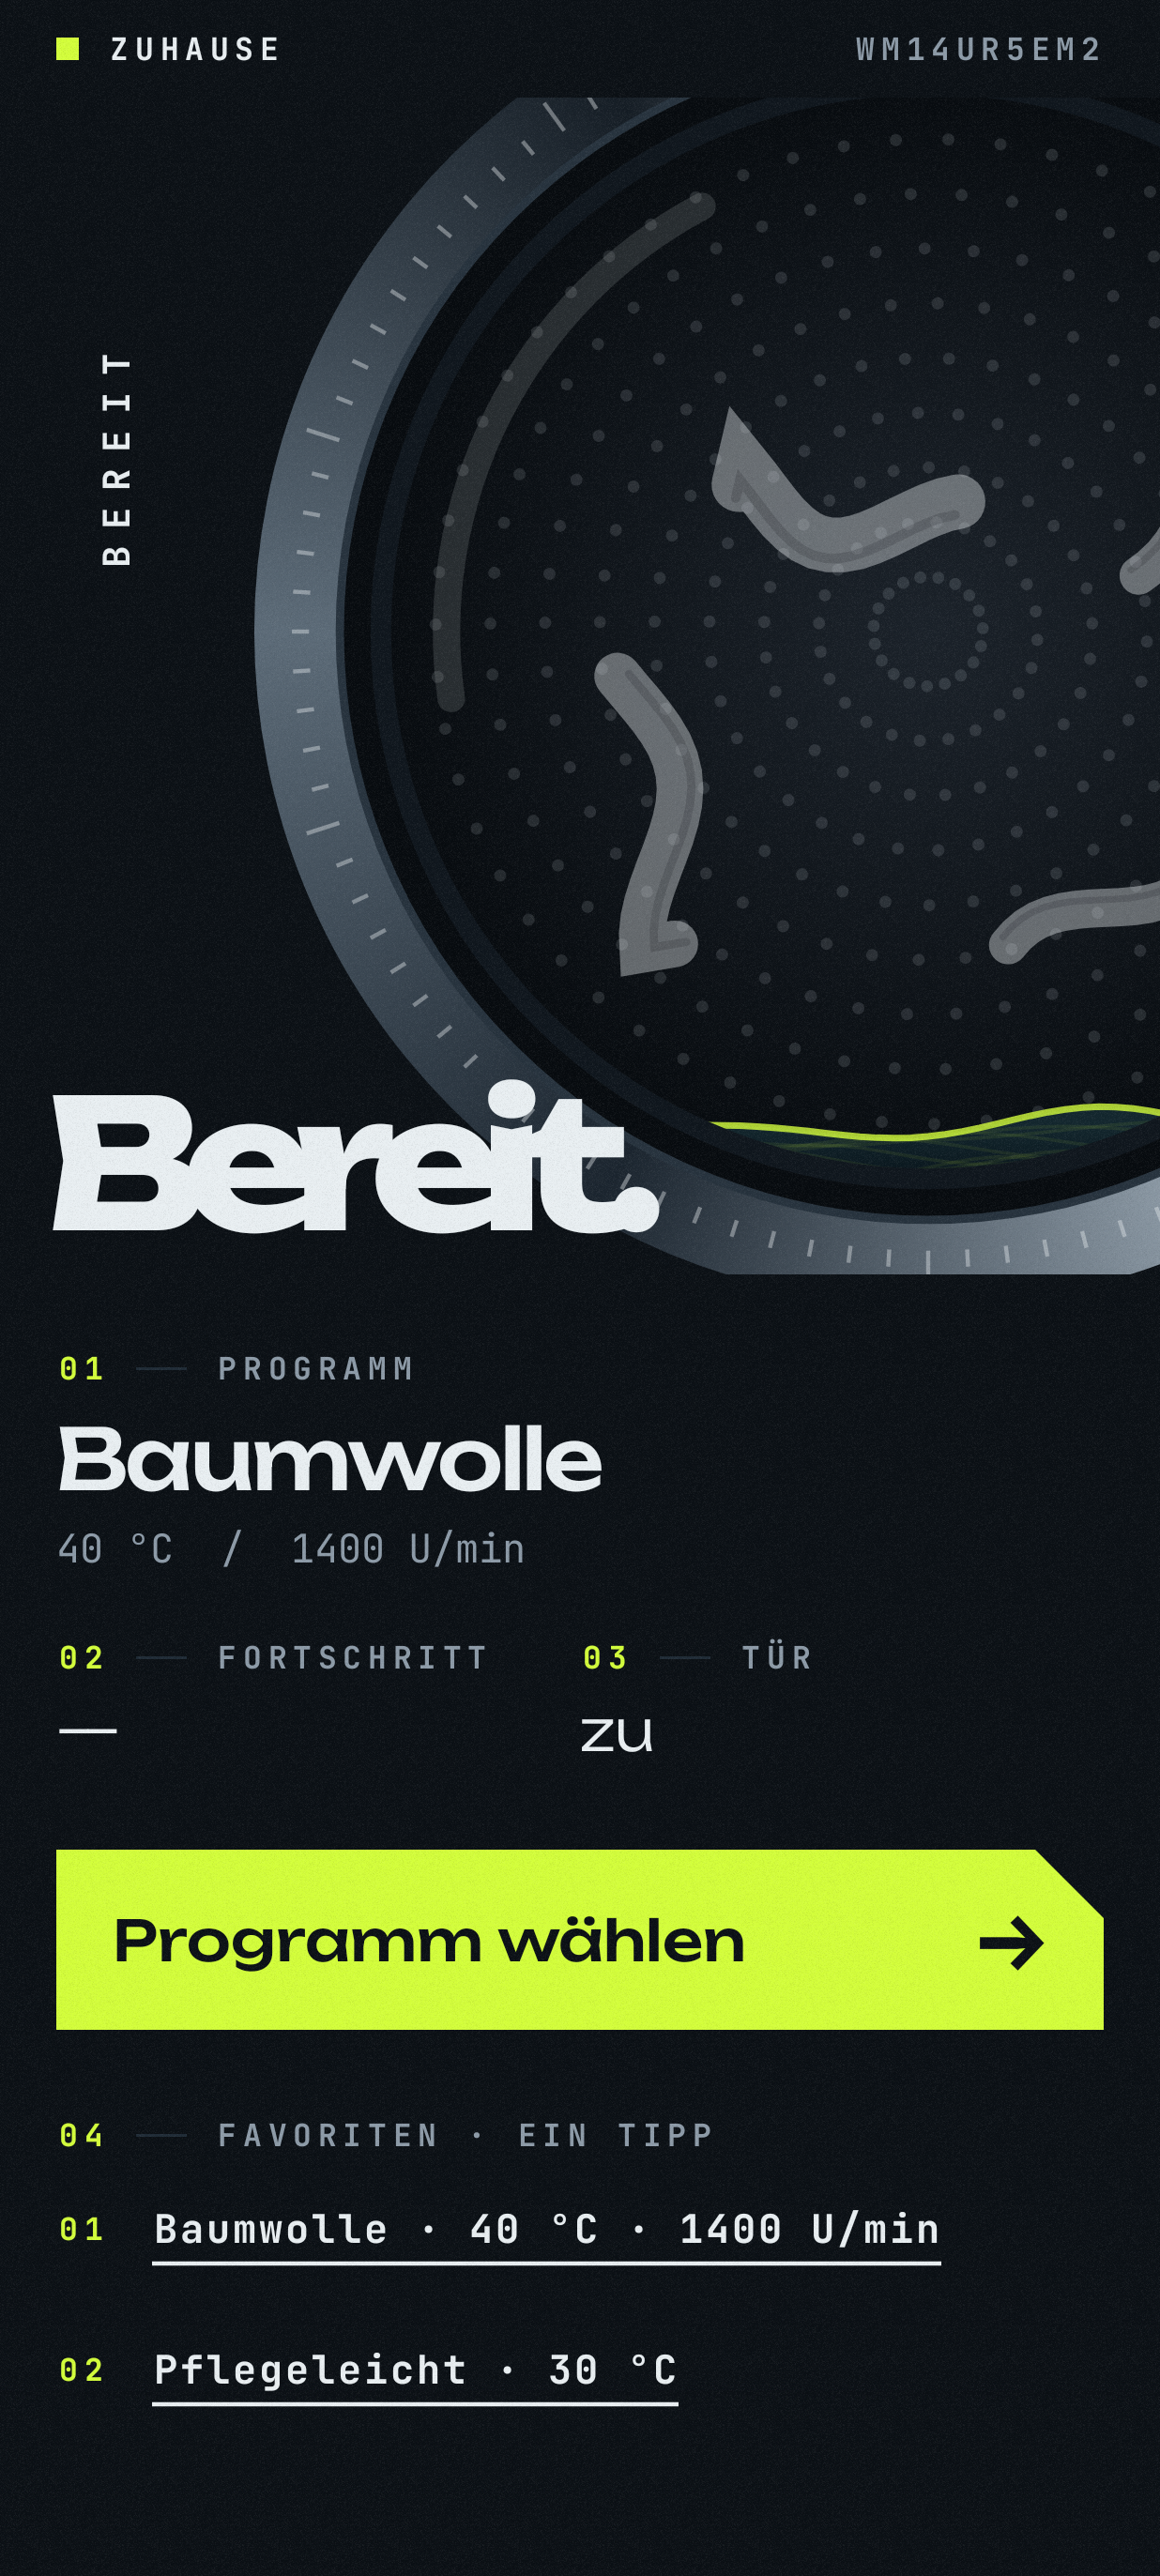 ZUHAUSE
WM14UR5EM2
BEREIT
Bereit.
01 — PROGRAMM
Baumwolle
40 °C / 1400 U/min
02 — FORTSCHRITT
—
03 — TÜR
zu
Programm wählen →
04 — FAVORITEN · EIN TIPP
01 Baumwolle · 40 °C · 1400 U/min
02 Pflegeleicht · 30 °C